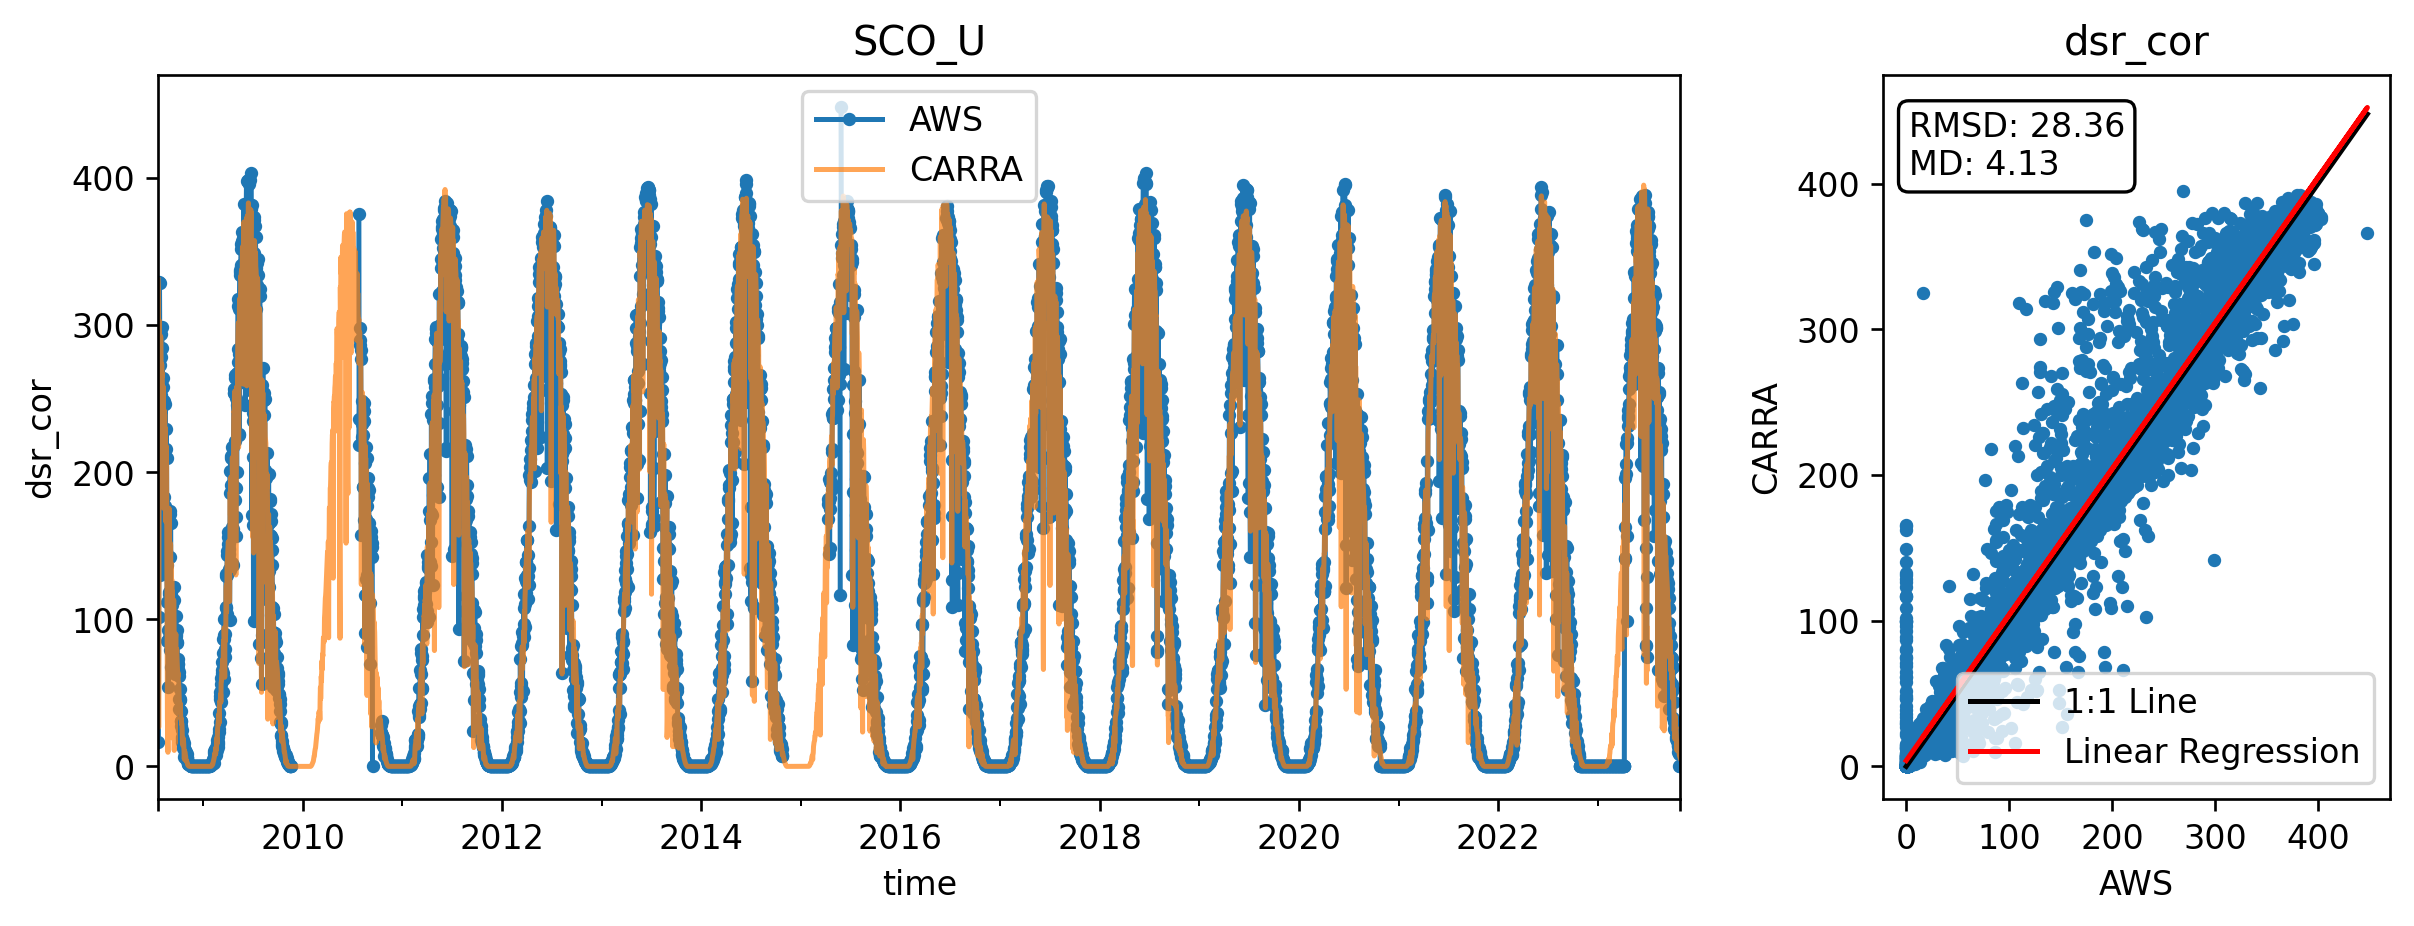 SCO_U
AWS
CARRA
400
300
200
100
0
dsr_cor
2010 2012 2014 2016 2018 2020 2022
time
dsr_cor
RMSD: 28.36
MD: 4.13
400
300
200
100
0
CARRA
1:1 Line
Linear Regression
0 100 200 300 400
AWS